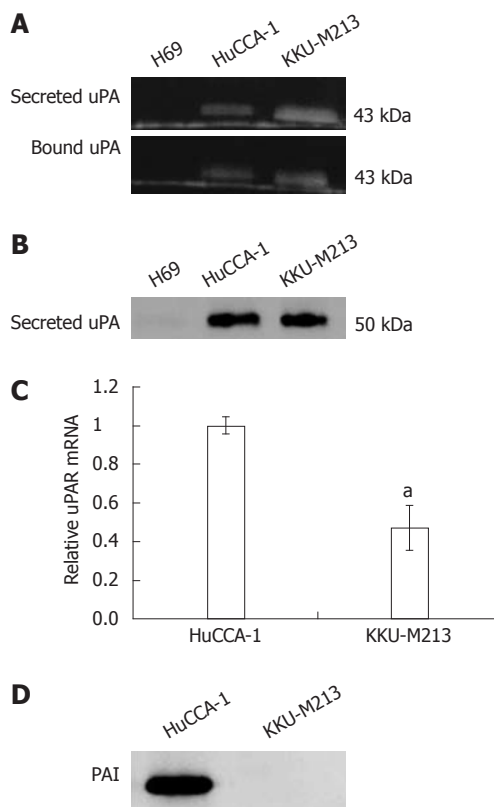 A
H69 HuCCA-1 KKU-M213
Secreted uPA 43 kDa
Bound uPA 43 kDa
B
H69 HuCCA-1 KKU-M213
Secreted uPA 50 kDa
C
Relative uPAR mRNA
1.2
1
0.8
0.6
0.4
0.2
0.0
a
HuCCA-1 KKU-M213
D
HuCCA-1 KKU-M213
PAI